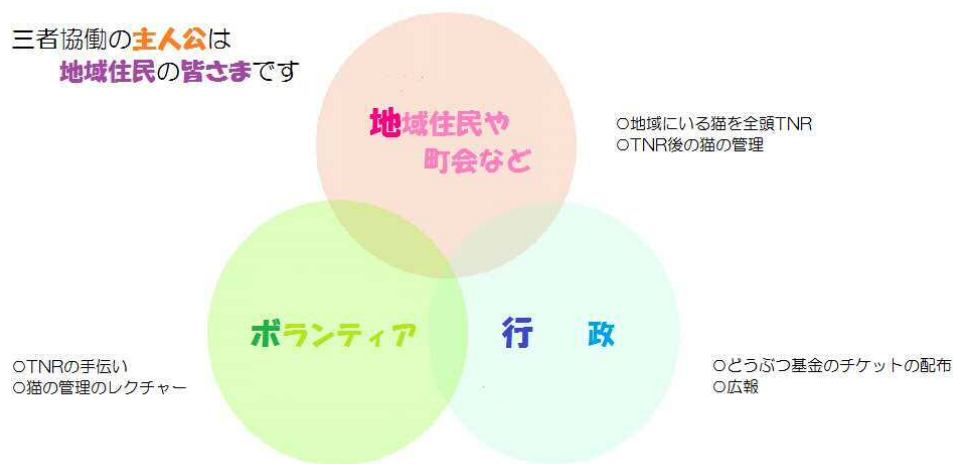 三者協働の主人公は
地域住民の皆さまです
地域住民や
町会など
○地域にいる猫を全頭TNR
○TNR後の猫の管理
ボランティア
行 政
○TNRの手伝い
○猫の管理のレクチャー
○どうぶつ基金のチケットの配布
○広報